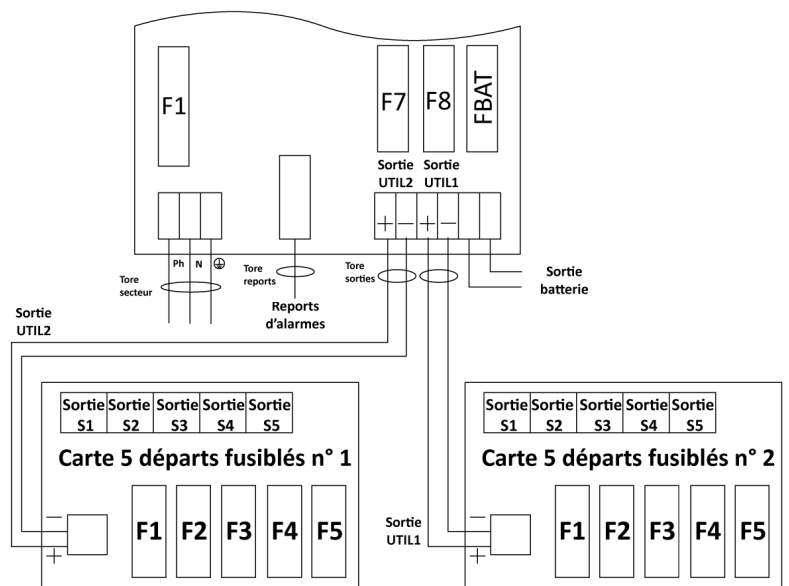 F1
F7
F8
FBAT
Sortie
UTIL2
Sortie
UTIL1
+
−
+
−
Ph
N
Tore
secteur
Tore
reports
Reports
d'alarmes
Tore
sorties
Sortie
batterie
Sortie
UTIL2
Sortie
S1
Sortie
S2
Sortie
S3
Sortie
S4
Sortie
S5
Carte 5 départs fusiblés n° 1
−
+
F1
F2
F3
F4
F5
Sortie
UTIL1
Sortie
S1
Sortie
S2
Sortie
S3
Sortie
S4
Sortie
S5
Carte 5 départs fusiblés n° 2
−
+
F1
F2
F3
F4
F5